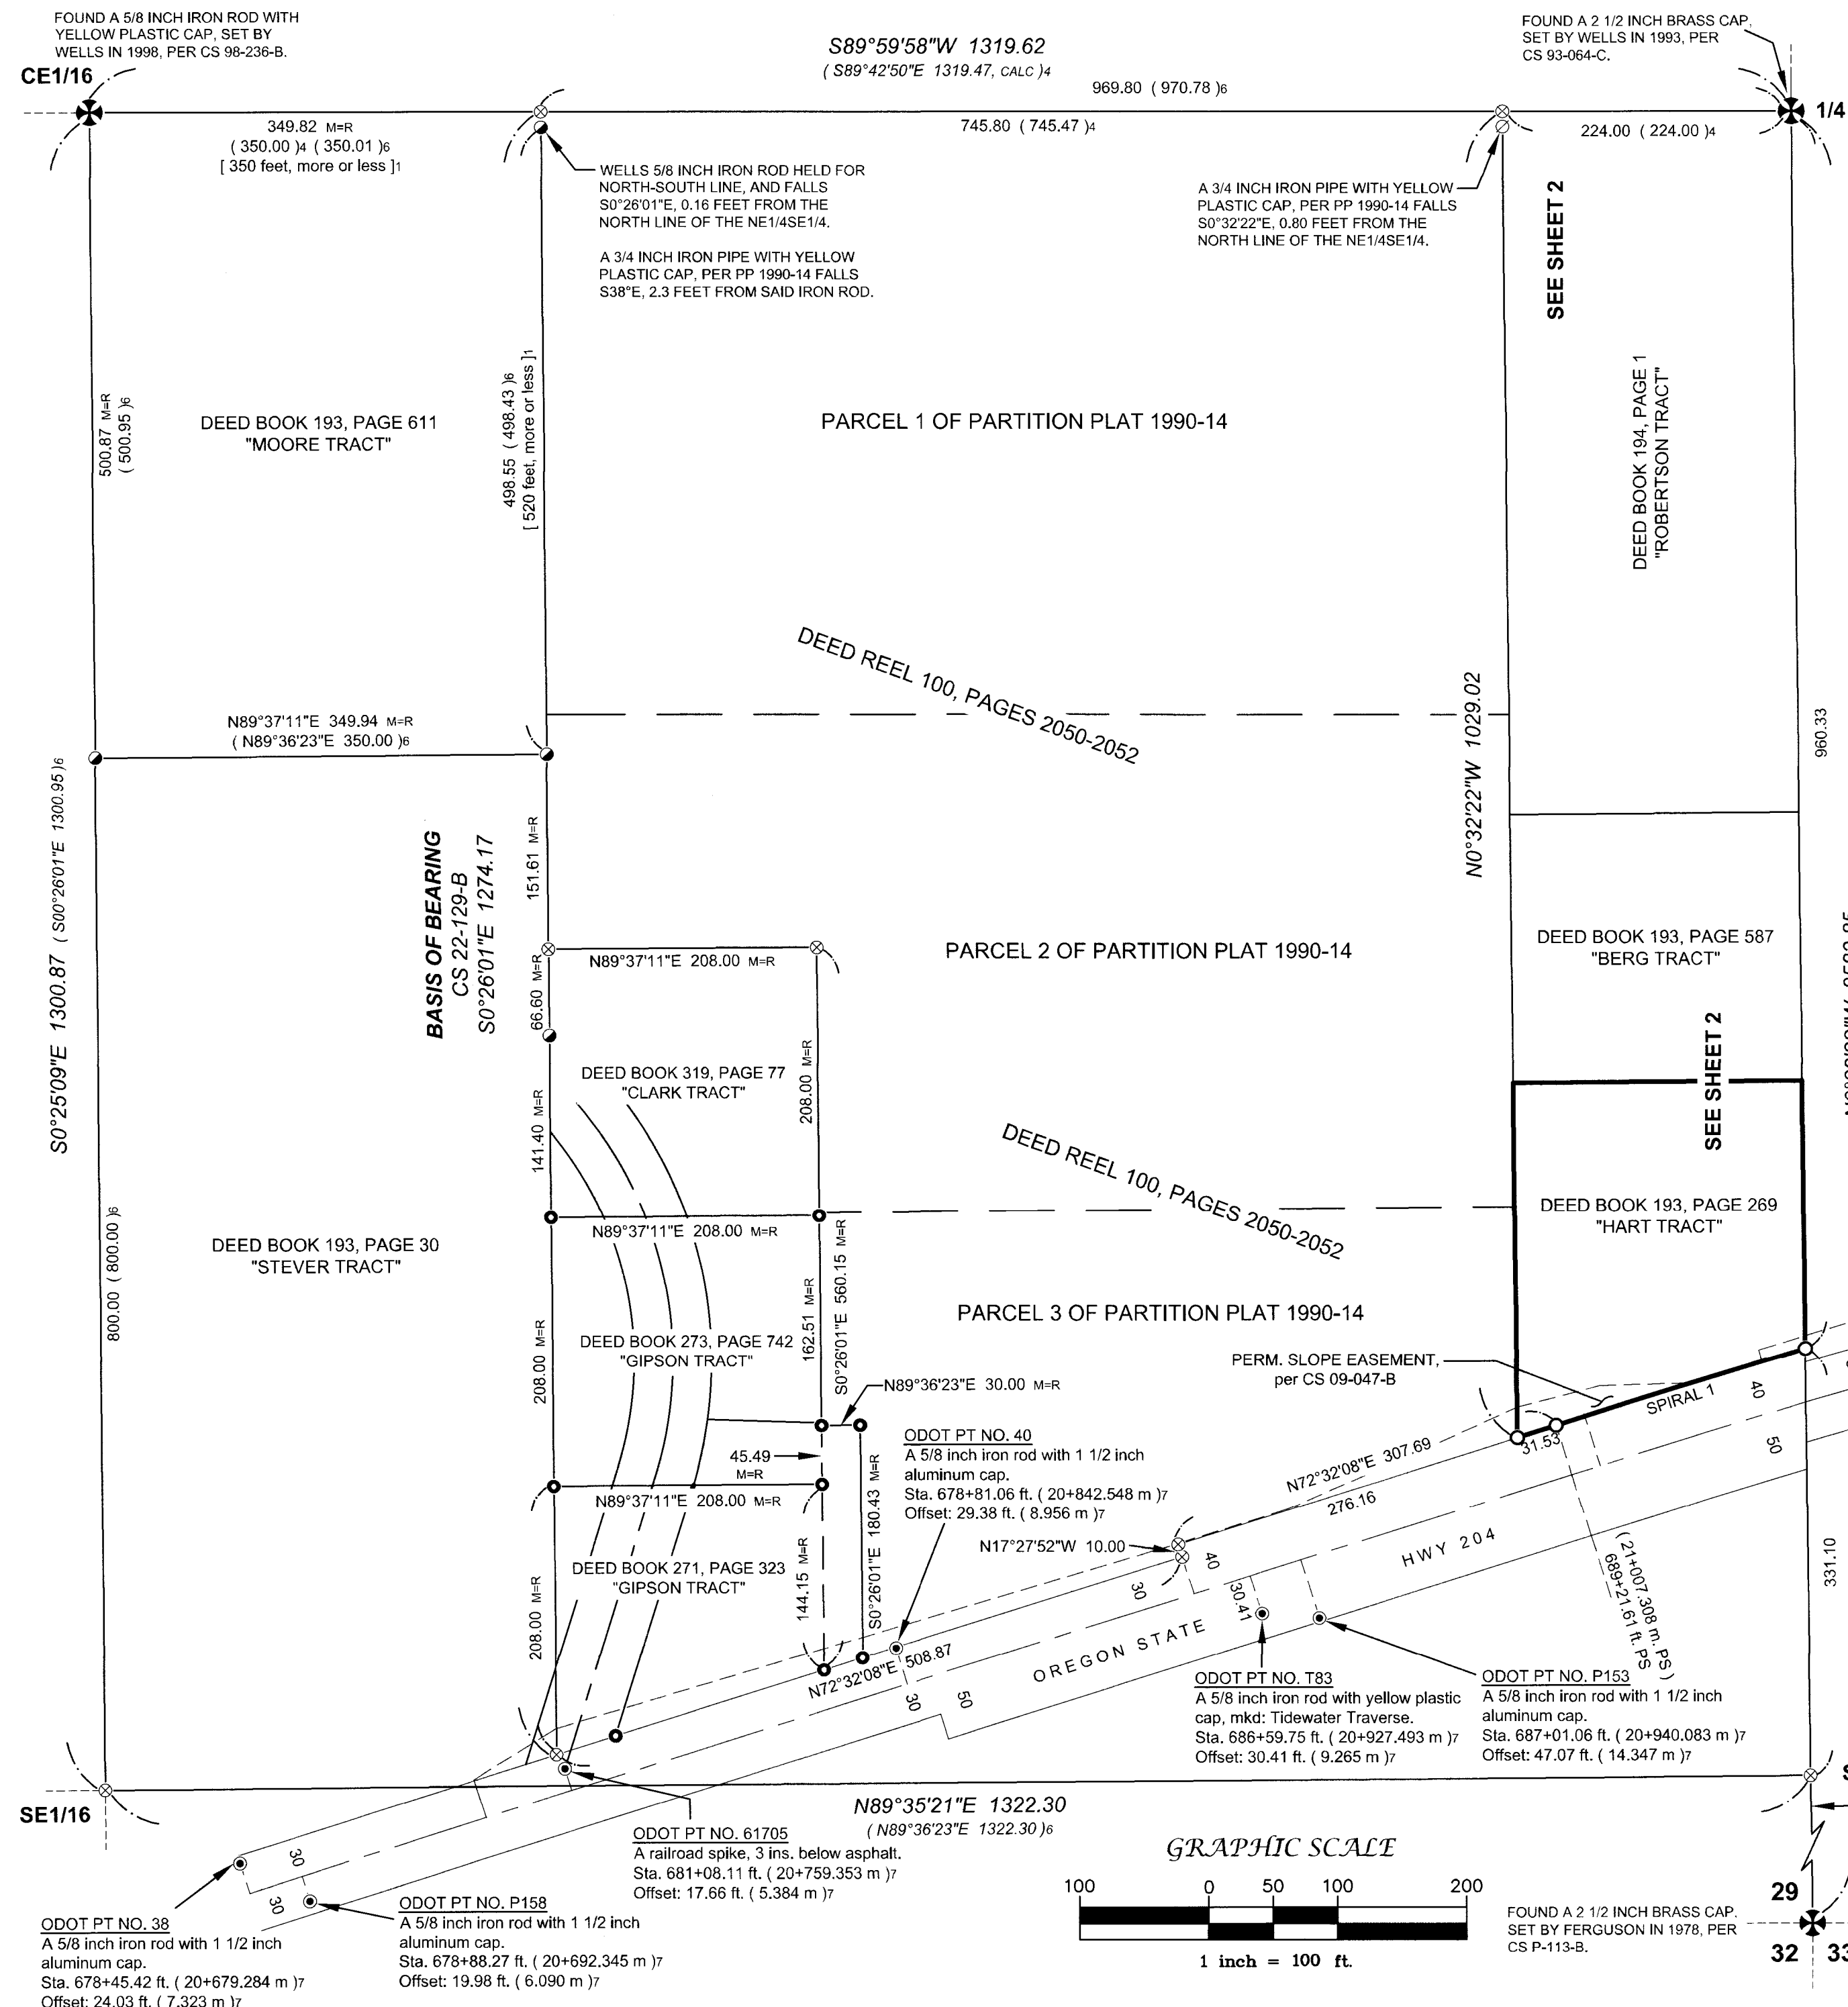 FOUND A 5/8 INCH IRON ROD WITH
YELLOW PLASTIC CAP, SET BY
WELLS IN 1998, PER CS 98-236-B.
CE1/16
S89°59'58"W 1319.62
( S89°42'50"E 1319.47, CALC )4
969.80 ( 970.78 )6
FOUND A 2 1/2 INCH BRASS CAP,
SET BY WELLS IN 1993, PER
CS 93-064-C.
1/4
349.82 M=R
( 350.00 )4 ( 350.01 )6
[ 350 feet, more or less ]1
745.80 ( 745.47 )4
224.00 ( 224.00 )4
WELLS 5/8 INCH IRON ROD HELD FOR
NORTH-SOUTH LINE, AND FALLS
S0°26'01"E, 0.16 FEET FROM THE
NORTH LINE OF THE NE1/4SE1/4.
A 3/4 INCH IRON PIPE WITH YELLOW
PLASTIC CAP, PER PP 1990-14 FALLS
S38°E, 2.3 FEET FROM SAID IRON ROD.
A 3/4 INCH IRON PIPE WITH YELLOW
PLASTIC CAP, PER PP 1990-14 FALLS
S0°32'22"E, 0.80 FEET FROM THE
NORTH LINE OF THE NE1/4SE1/4.
SEE SHEET 2
500.87 M=R
( 500.95 )6
DEED BOOK 193, PAGE 611
"MOORE TRACT"
498.55 ( 498.43 )6
[ 520 feet, more or less ]1
PARCEL 1 OF PARTITION PLAT 1990-14
DEED BOOK 194, PAGE 1
"ROBERTSON TRACT"
DEED REEL 100, PAGES 2050-2052
N0°32'22"W 1029.02
960.33
N89°37'11"E 349.94 M=R
( N89°36'23"E 350.00 )6
S0°25'09"E 1300.87 ( S00°26'01"E 1300.95 )6
BASIS OF BEARING
CS 22-129-B
S0°26'01"E 1274.17
151.61 M=R
66.60 M=R
N89°37'11"E 208.00 M=R
PARCEL 2 OF PARTITION PLAT 1990-14
DEED BOOK 193, PAGE 587
"BERG TRACT"
SEE SHEET 2
DEED BOOK 319, PAGE 77
"CLARK TRACT"
141.40 M=R
208.00 M=R
DEED REEL 100, PAGES 2050-2052
DEED BOOK 193, PAGE 269
"HART TRACT"
N89°37'11"E 208.00 M=R
DEED BOOK 193, PAGE 30
"STEVER TRACT"
800.00 ( 800.00 )6
208.00 M=R
DEED BOOK 273, PAGE 742
"GIPSON TRACT"
162.51 M=R
S0°26'01"E 560.15 M=R
PARCEL 3 OF PARTITION PLAT 1990-14
PERM. SLOPE EASEMENT,
per CS 09-047-B
N89°36'23"E 30.00 M=R
SPIRAL 1
40
50
31.53
45.49
M=R
N89°37'11"E 208.00 M=R
ODOT PT NO. 40
A 5/8 inch iron rod with 1 1/2 inch
aluminum cap.
Sta. 678+81.06 ft. ( 20+842.548 m )7
Offset: 29.38 ft. ( 8.956 m )7
N72°32'08"E 307.69
276.16
N17°27'52"W 10.00
S0°26'01"E 180.43 M=R
144.15 M=R
208.00 M=R
DEED BOOK 271, PAGE 323
"GIPSON TRACT"
30
40
30.41
HWY 204
OREGON STATE
( 21+007.308 m. PS )
689+21.61 ft. PS
331.10
N72°32'08"E 508.87
30
50
ODOT PT NO. T83
A 5/8 inch iron rod with yellow plastic
cap, mkd: Tidewater Traverse.
Sta. 686+59.75 ft. ( 20+927.493 m )7
Offset: 30.41 ft. ( 9.265 m )7
ODOT PT NO. P153
A 5/8 inch iron rod with 1 1/2 inch
aluminum cap.
Sta. 687+01.06 ft. ( 20+940.083 m )7
Offset: 47.07 ft. ( 14.347 m )7
SE1/16
N89°35'21"E 1322.30
( N89°36'23"E 1322.30 )6
ODOT PT NO. 61705
A railroad spike, 3 ins. below asphalt.
Sta. 681+08.11 ft. ( 20+759.353 m )7
Offset: 17.66 ft. ( 5.384 m )7
30
30
ODOT PT NO. 38
A 5/8 inch iron rod with 1 1/2 inch
aluminum cap.
Sta. 678+45.42 ft. ( 20+679.284 m )7
Offset: 24.03 ft. ( 7.323 m )7
ODOT PT NO. P158
A 5/8 inch iron rod with 1 1/2 inch
aluminum cap.
Sta. 678+88.27 ft. ( 20+692.345 m )7
Offset: 19.98 ft. ( 6.090 m )7
GRAPHIC SCALE
100 0 50 100 200
1 inch = 100 ft.
FOUND A 2 1/2 INCH BRASS CAP.
SET BY FERGUSON IN 1978, PER
CS P-113-B.
29
32